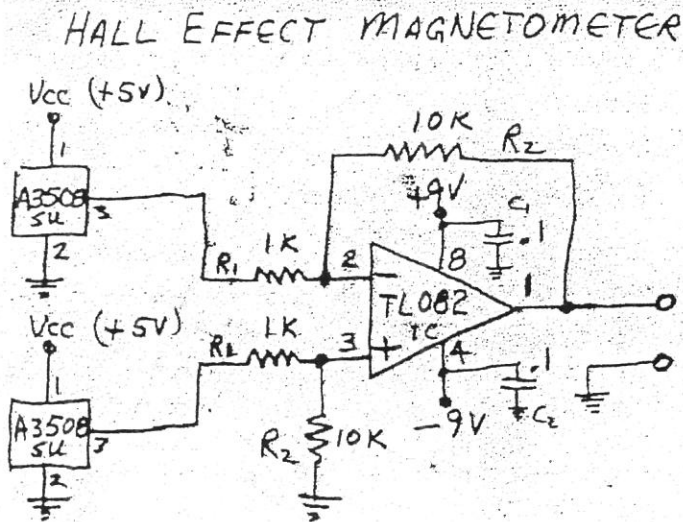 HALL EFFECT MAGNETOMETER
Vcc (+5V)
1
A3508
SU
3
2
R1
1K
10K
R2
+9V
C1
.1
2
8
1
TL082
TC
3
4
.1
C2
-9V
Vcc (+5V)
1
A3508
SU
3
2
R1
1K
R2
10K